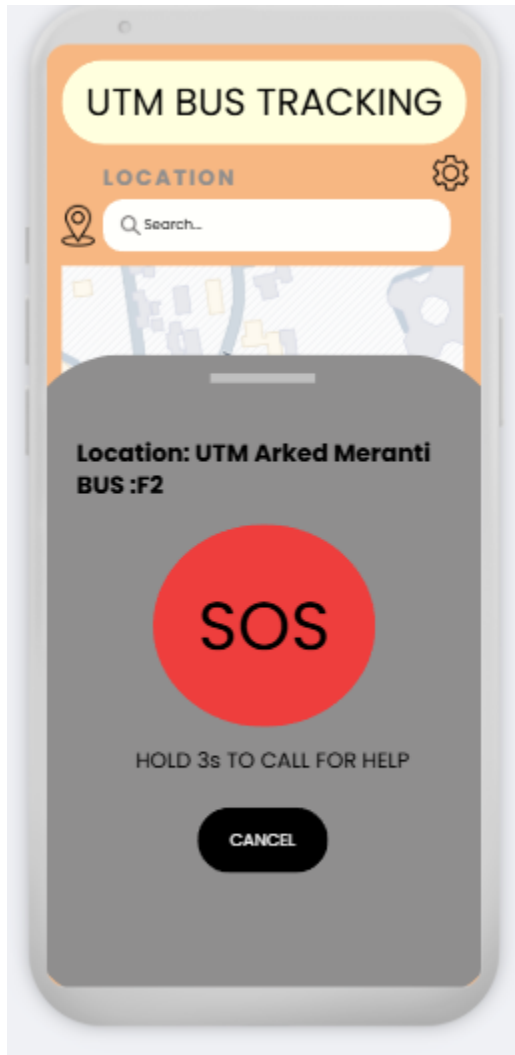 UTM BUS TRACKING
LOCATION
Search...
Location: UTM Arked Meranti
BUS :F2
SOS
HOLD 3s TO CALL FOR HELP
CANCEL